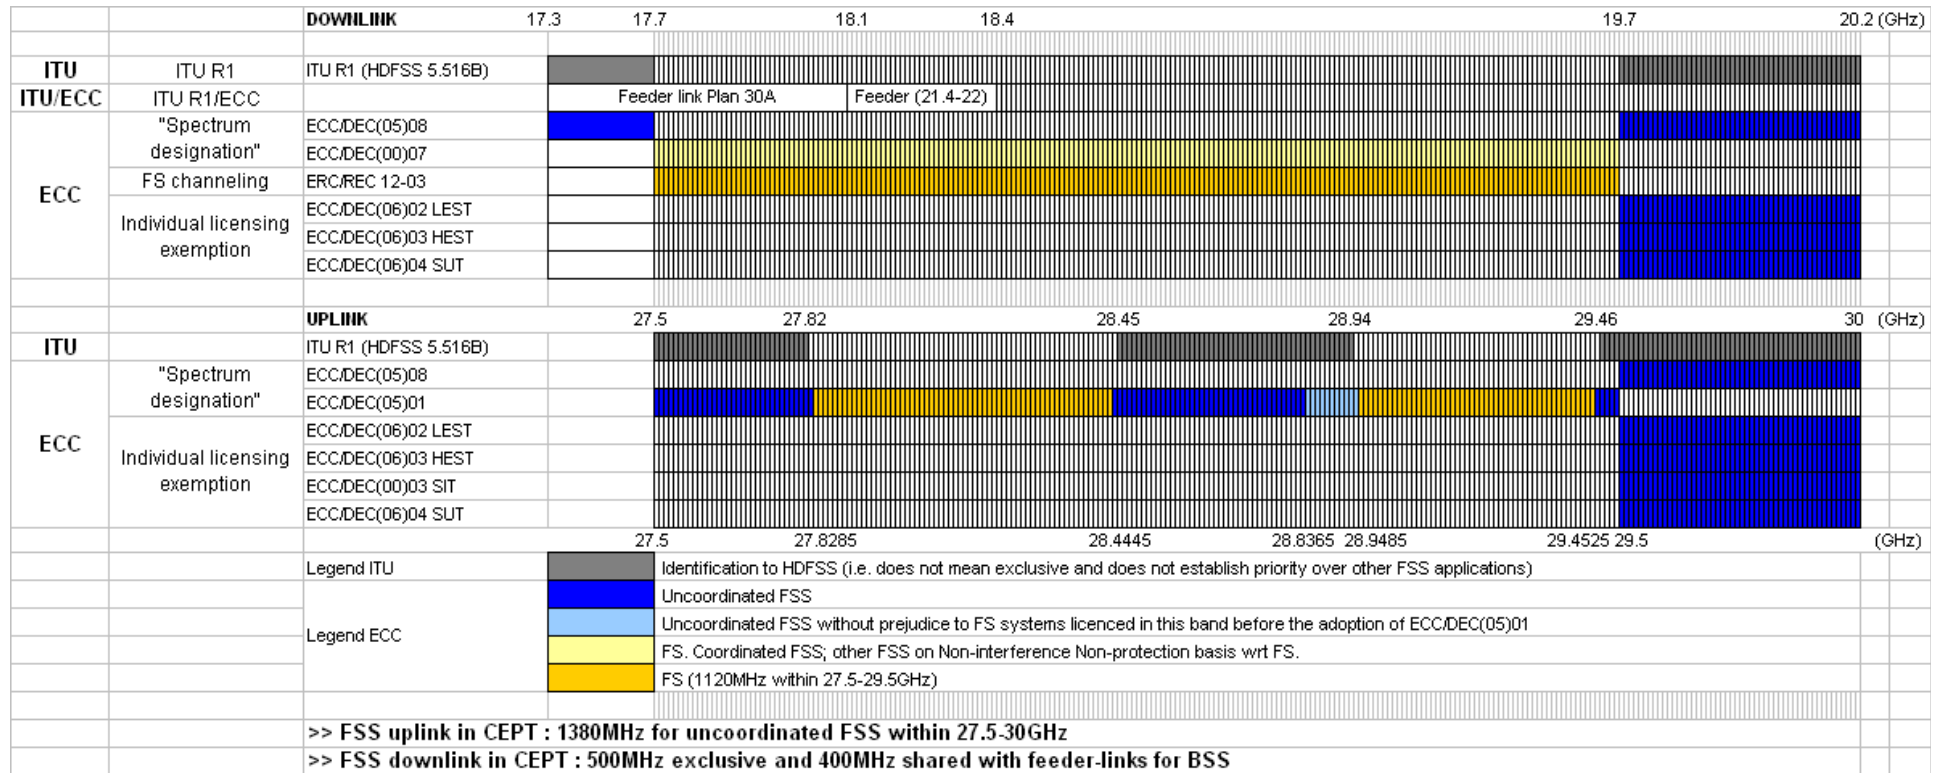 DOWNLINK 17.3 17.7 18.1 18.4 19.7 20.2 (GHz)
ITU ITU R1 ITU R1 (HDFSS 5.516B)
ITU/ECC ITU R1/ECC Feeder link Plan 30A Feeder (21.4-22)
ECC
"Spectrum designation"
ECC/DEC(05)08
ECC/DEC(00)07
FS channeling ERC/REC 12-03
Individual licensing exemption
ECC/DEC(06)02 LEST
ECC/DEC(06)03 HEST
ECC/DEC(06)04 SUT
UPLINK 27.5 27.82 28.45 28.94 29.46 30 (GHz)
ITU ITU R1 (HDFSS 5.516B)
ECC
"Spectrum designation"
ECC/DEC(05)08
ECC/DEC(05)01
Individual licensing exemption
ECC/DEC(06)02 LEST
ECC/DEC(06)03 HEST
ECC/DEC(00)03 SIT
ECC/DEC(06)04 SUT
27.5 27.8285 28.4445 28.8365 28.9485 29.4525 29.5 (GHz)
Legend ITU Identification to HDFSS (i.e. does not mean exclusive and does not establish priority over other FSS applications)
Legend ECC
Uncoordinated FSS
Uncoordinated FSS without prejudice to FS systems licenced in this band before the adoption of ECC/DEC(05)01
FS. Coordinated FSS; other FSS on Non-interference Non-protection basis wrt FS.
FS (1120MHz within 27.5-29.5GHz)
>> FSS uplink in CEPT : 1380MHz for uncoordinated FSS within 27.5-30GHz
>> FSS downlink in CEPT : 500MHz exclusive and 400MHz shared with feeder-links for BSS